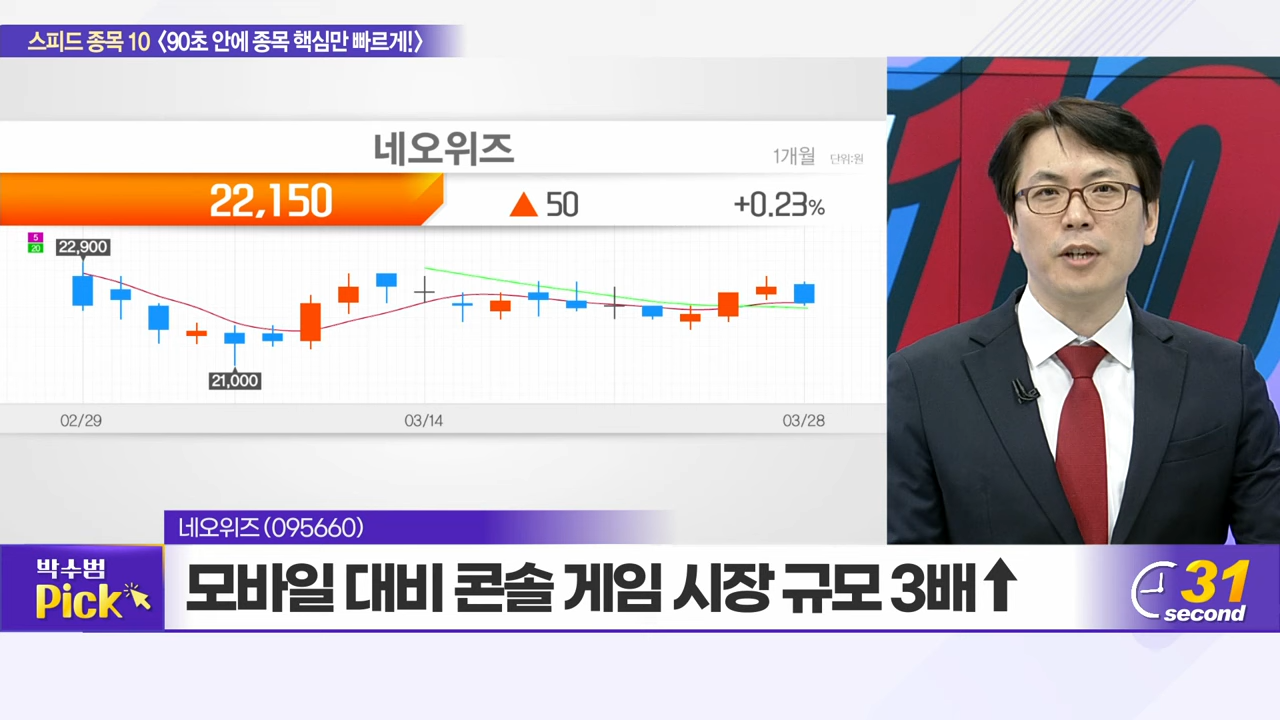 스피드 종목 10 <90초 안에 종목 핵심만 빠르게!>
네오위즈
1개월 단위:원
22,150 ▲ 50 +0.23%
5
20
22,900
21,000
02/29 03/14 03/28
10
네오위즈(095660)
박수범
Pick
모바일 대비 콘솔 게임 시장 규모 3배↑
31
second